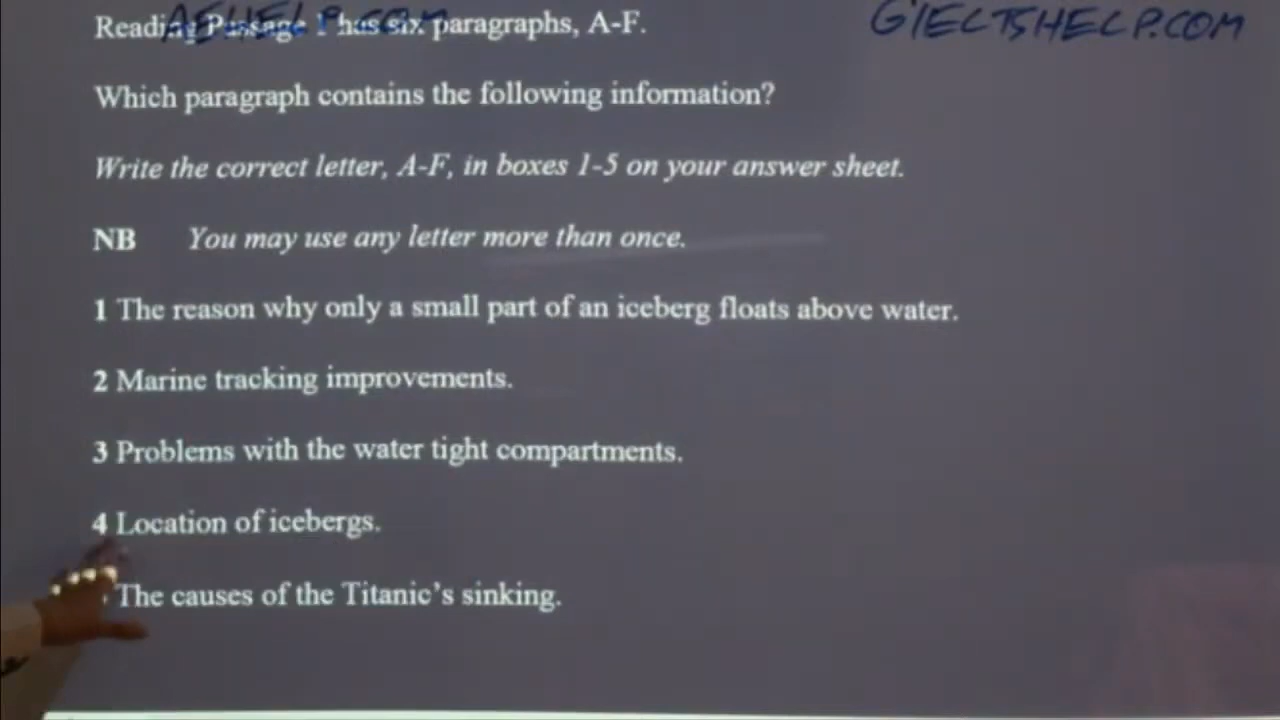 AEHELP.COM
GIELTSHELP.COM
Reading Passage 1 has six paragraphs, A-F.
Which paragraph contains the following information?
Write the correct letter, A-F, in boxes 1-5 on your answer sheet.
NB You may use any letter more than once.
1 The reason why only a small part of an iceberg floats above water.
2 Marine tracking improvements.
3 Problems with the water tight compartments.
4 Location of icebergs.
The causes of the Titanic's sinking.